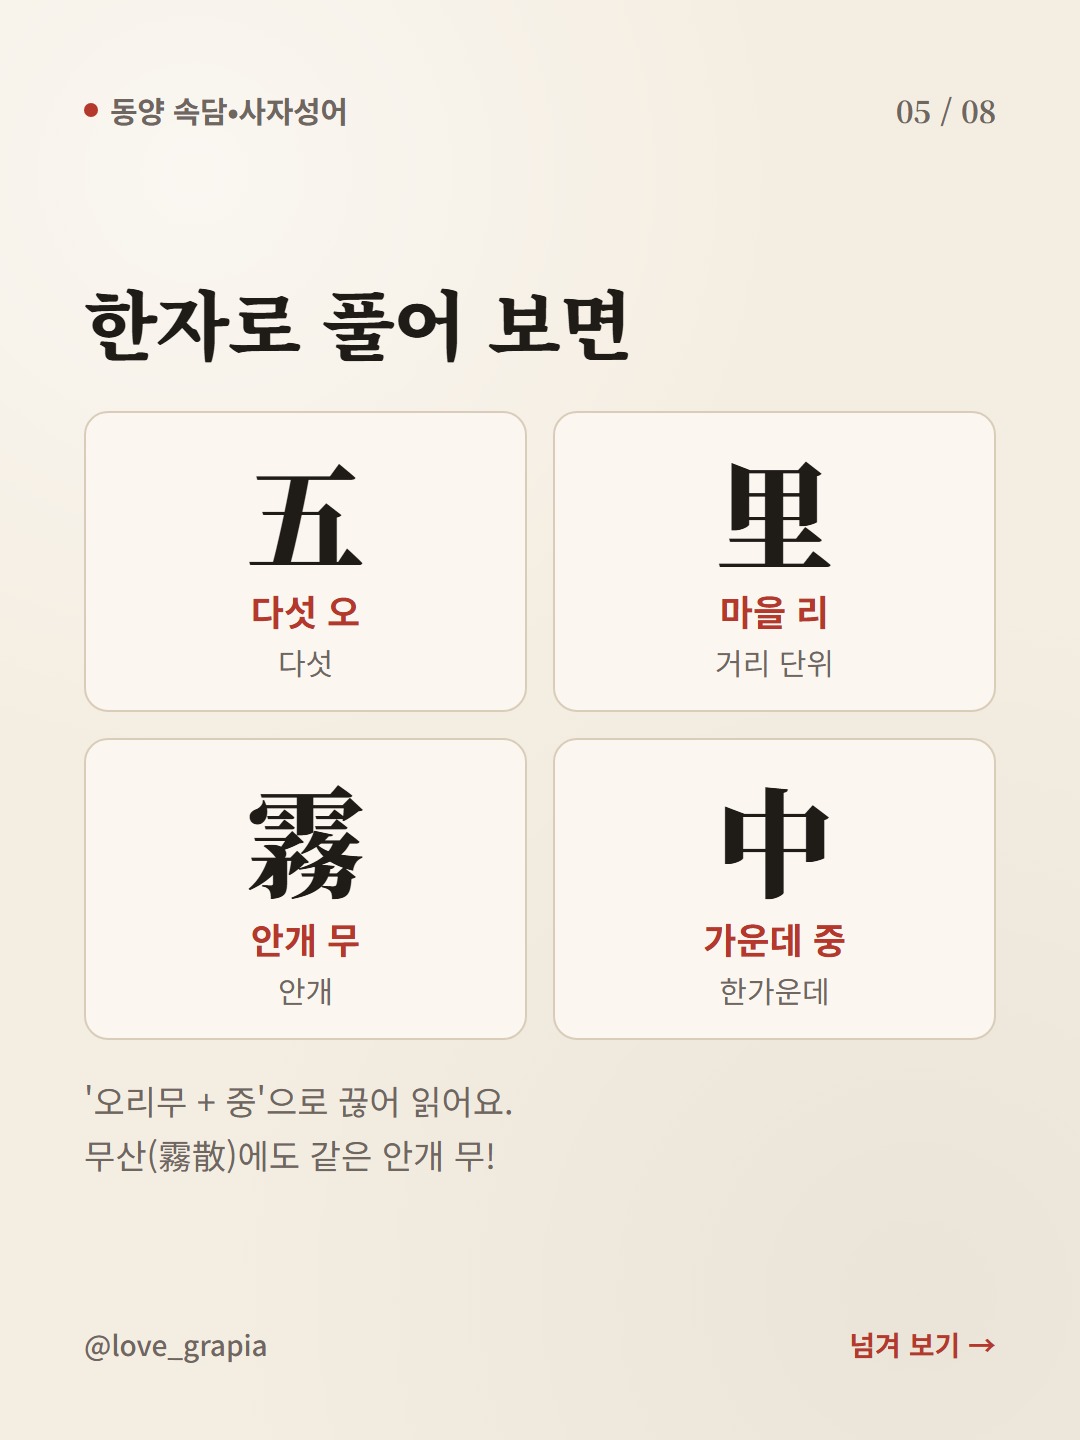 동양 속담•사자성어
05 / 08
한자로 풀어 보면
五
다섯 오
다섯
里
마을 리
거리 단위
霧
안개 무
안개
中
가운데 중
한가운데
'오리무 + 중'으로 끊어 읽어요.
무산(霧散)에도 같은 안개 무!
@love_grapia
넘겨 보기 →